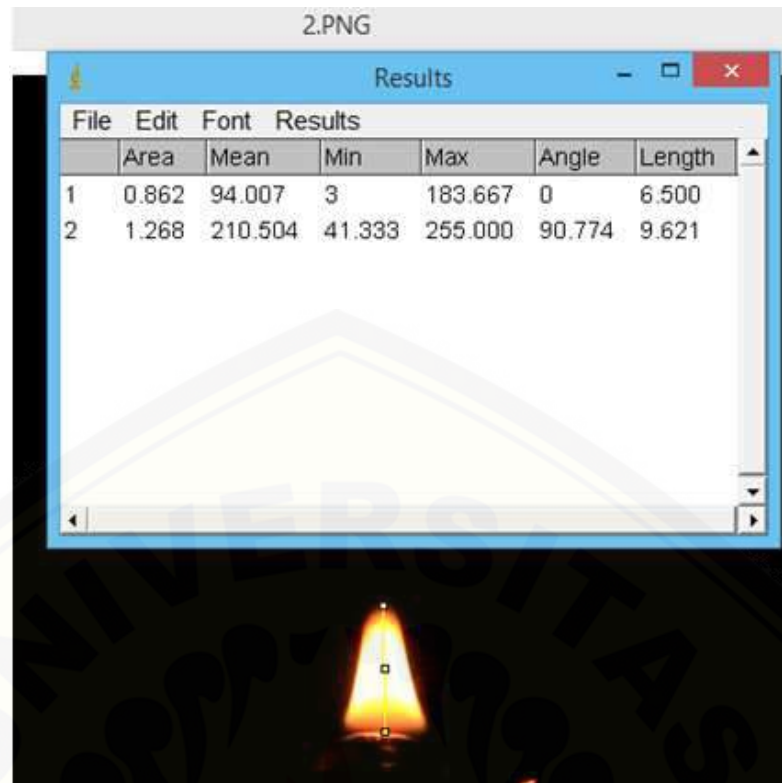 2.PNG
Results
File Edit Font Results
Area Mean Min Max Angle Length
1 0.862 94.007 3 183.667 0 6.500
2 1.268 210.504 41.333 255.000 90.774 9.621
UNIVERSITAS